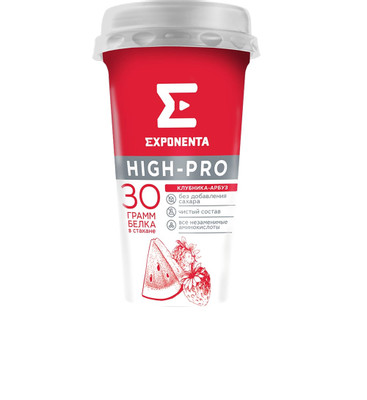 EXPONENTA
HIGH-PRO
КЛУБНИКА-АРБУЗ
30
ГРАММ
БЕЛКА
в стакане
без добавления
сахара
чистый состав
все незаменимые
аминокислоты